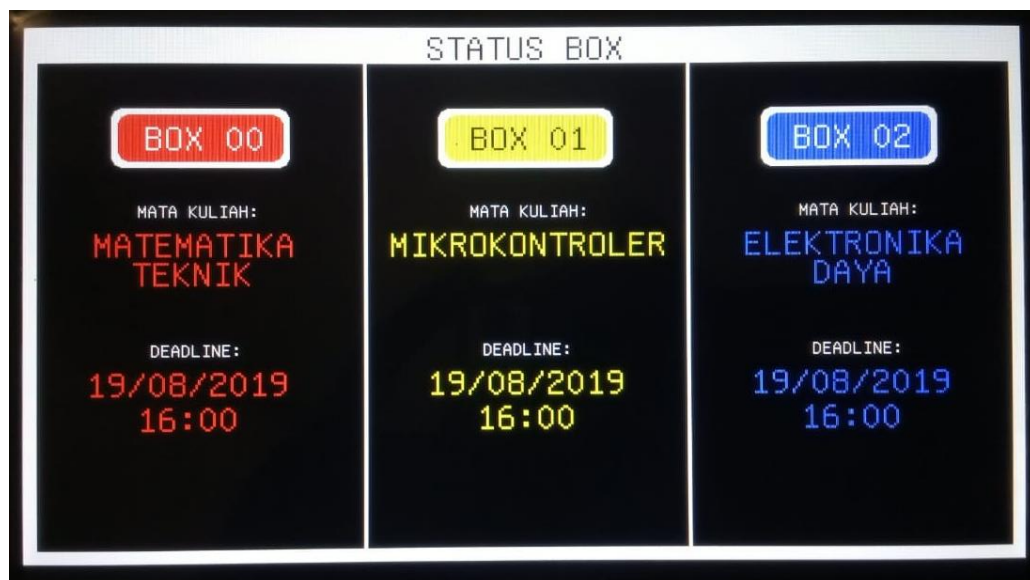 STATUS BOX
BOX 00
MATA KULIAH:
MATEMATIKA
TEKNIK
DEADLINE:
19/08/2019
16:00
BOX 01
MATA KULIAH:
MIKROKONTROLER
DEADLINE:
19/08/2019
16:00
BOX 02
MATA KULIAH:
ELEKTRONIKA
DAYA
DEADLINE:
19/08/2019
16:00